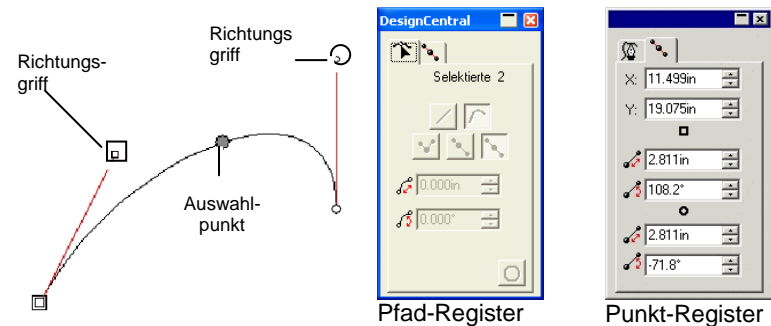 Richtungs-
griff
Richtungs
griff
Auswahl-
punkt
DesignCentral
Selektierte 2
0.000in
0.000°
Pfad-Register
X: 11.499in
Y: 19.075in
2.811in
108.2°
2.811in
-71.8°
Punkt-Register